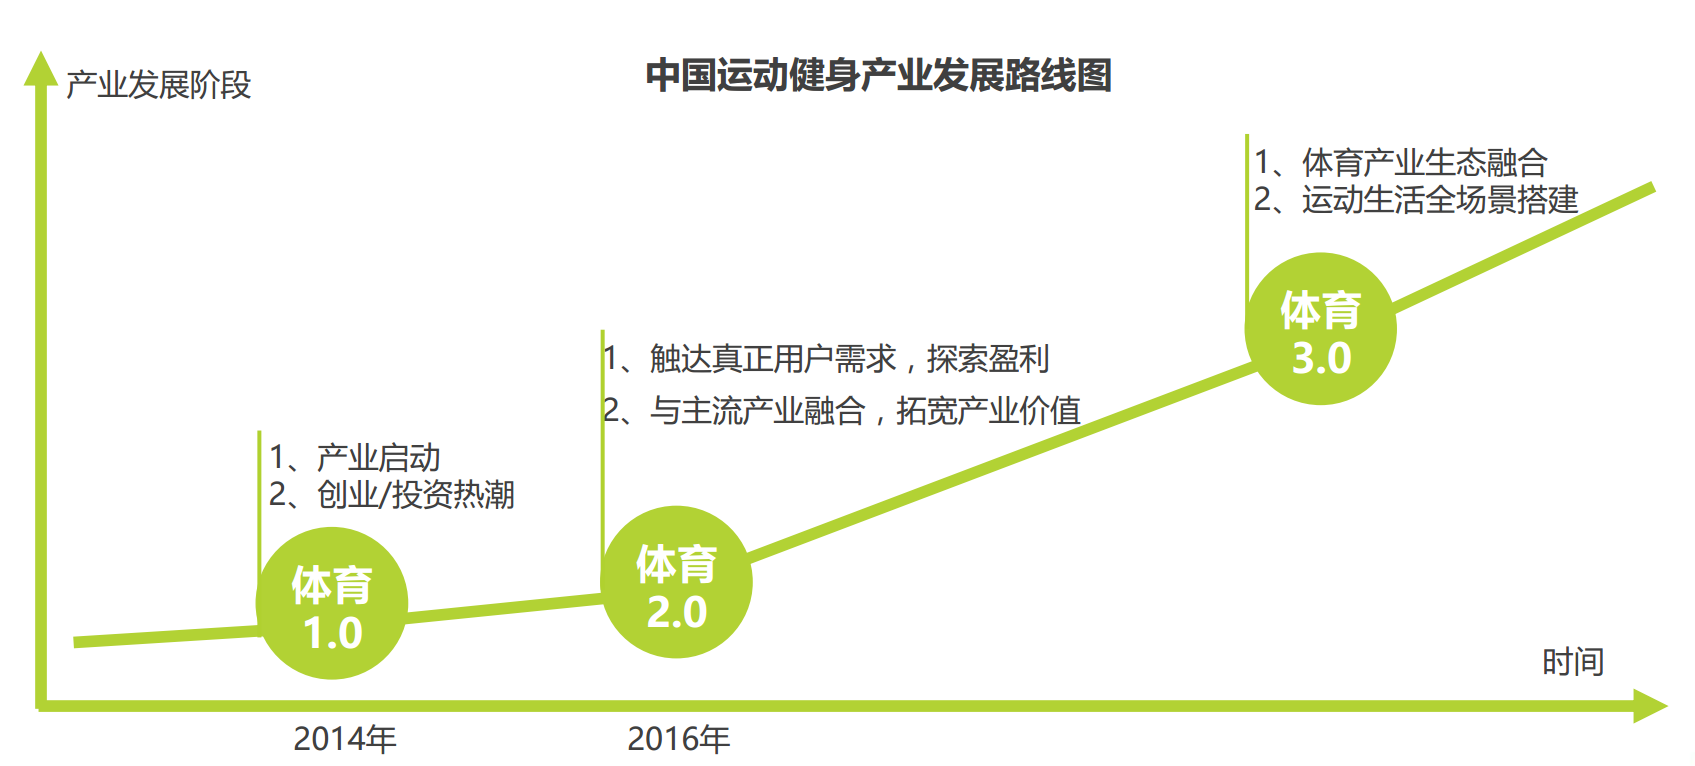 中国运动健身产业发展路线图
产业发展阶段
1、体育产业生态融合
2、运动生活全场景搭建
体育
3.0
1、触达真正用户需求，探索盈利
2、与主流产业融合，拓宽产业价值
1、产业启动
2、创业/投资热潮
体育
2.0
体育
1.0
时间
2014年
2016年